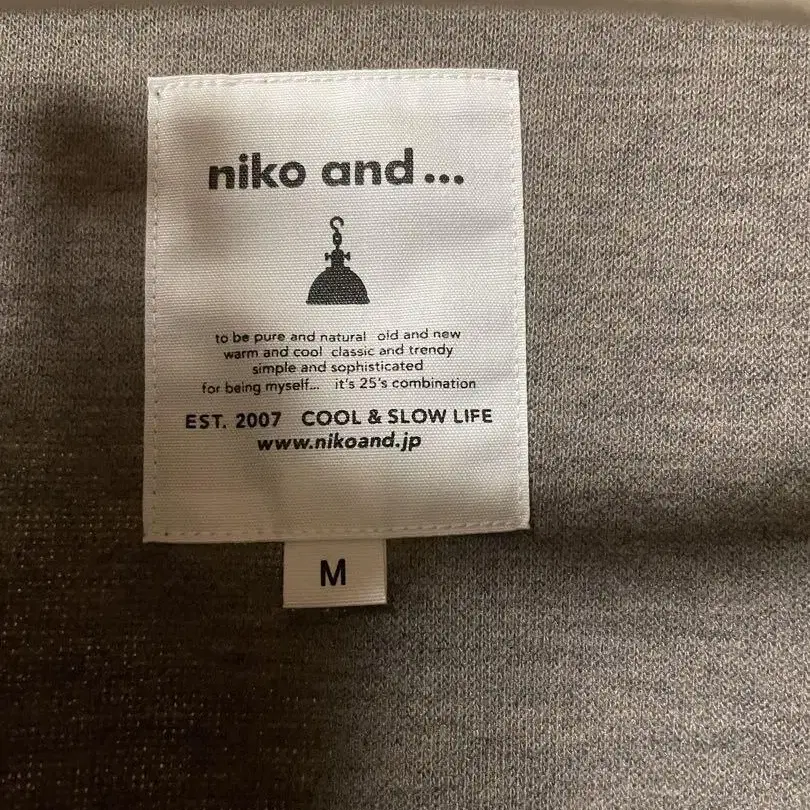 niko and...
to be pure and natural old and new
warm and cool classic and trendy
simple and sophisticated
for being myself... it's 25's combination
EST. 2007 COOL & SLOW LIFE
www.nikoand.jp
M